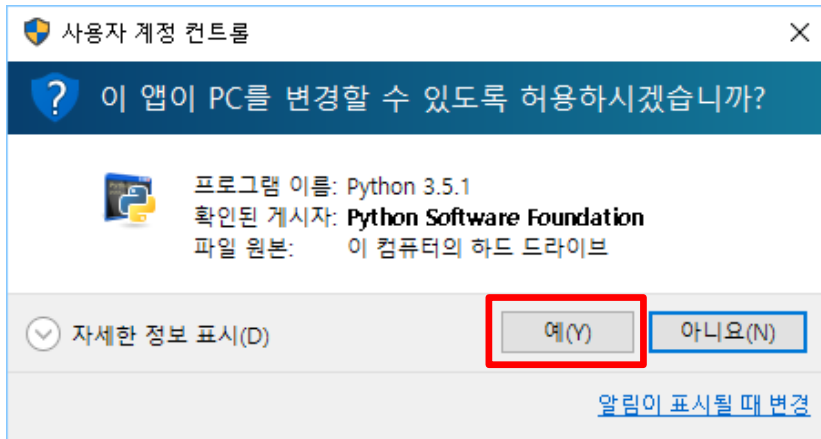 사용자 계정 컨트롤
이 앱이 PC를 변경할 수 있도록 허용하시겠습니까?
프로그램 이름: Python 3.5.1
확인된 게시자: Python Software Foundation
파일 원본: 이 컴퓨터의 하드 드라이브
자세한 정보 표시(D) 예(Y) 아니요(N)
알림이 표시될 때 변경